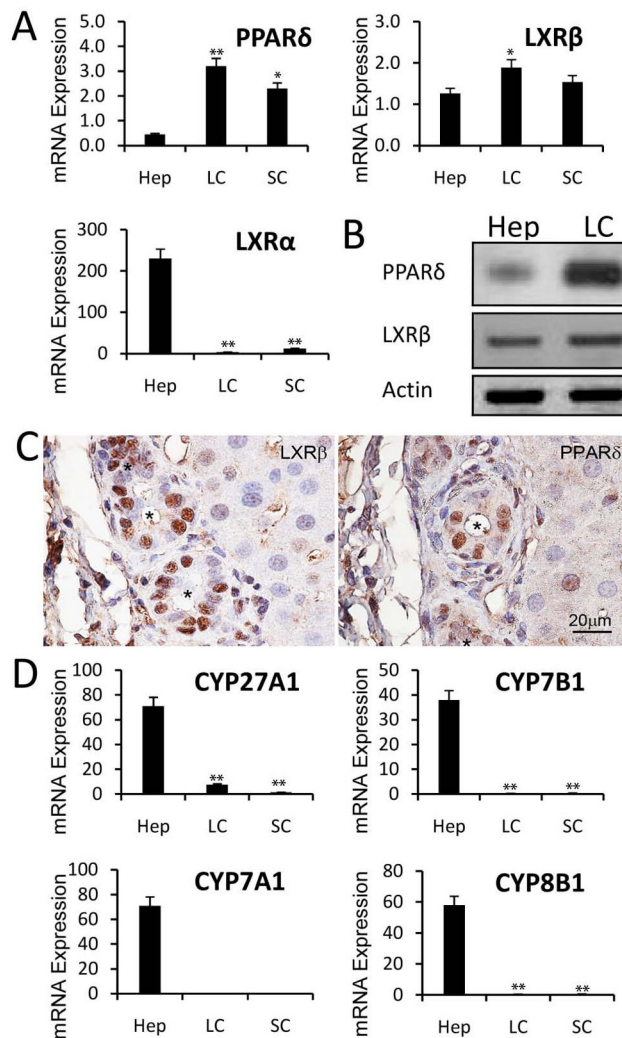 A
PPARδ
mRNA Expression
5.0
4.0
3.0
2.0
1.0
0.0
**
*
Hep LC SC
LXRβ
mRNA Expression
3.0
2.0
1.0
0.0
*
Hep LC SC
LXRα
mRNA Expression
300
200
100
0
**
**
Hep LC SC
B
Hep LC
PPARδ
LXRβ
Actin
C
LXRβ
*
*
*
PPARδ
*
*
20μm
D
CYP27A1
mRNA Expression
100
80
60
40
20
0
**
**
Hep LC SC
CYP7B1
mRNA Expression
50
40
30
20
10
0
**
**
Hep LC SC
CYP7A1
mRNA Expression
100
80
60
40
20
0
Hep LC SC
CYP8B1
mRNA Expression
80
60
40
20
0
**
**
Hep LC SC